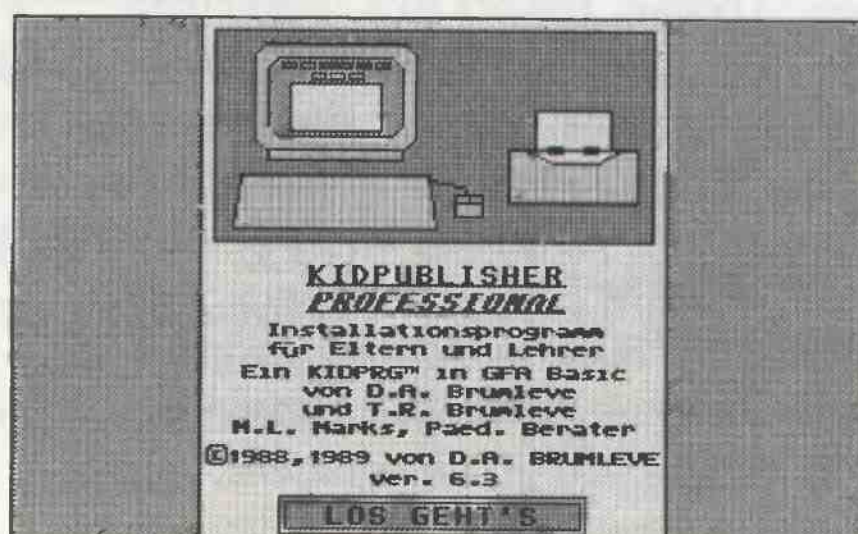 KIDPUBLISHER
PROFESSIONAL
Installationsprogramm
für Eltern und Lehrer
Ein KIDPRG™ in GFA Basic
von D.A. Brumleve
und T.R. Brumleve
M.L. Marks, Paed. Berater
©1988,1989 von D.A. BRUMLEVE
ver. 6.3
LOS GEHT'S